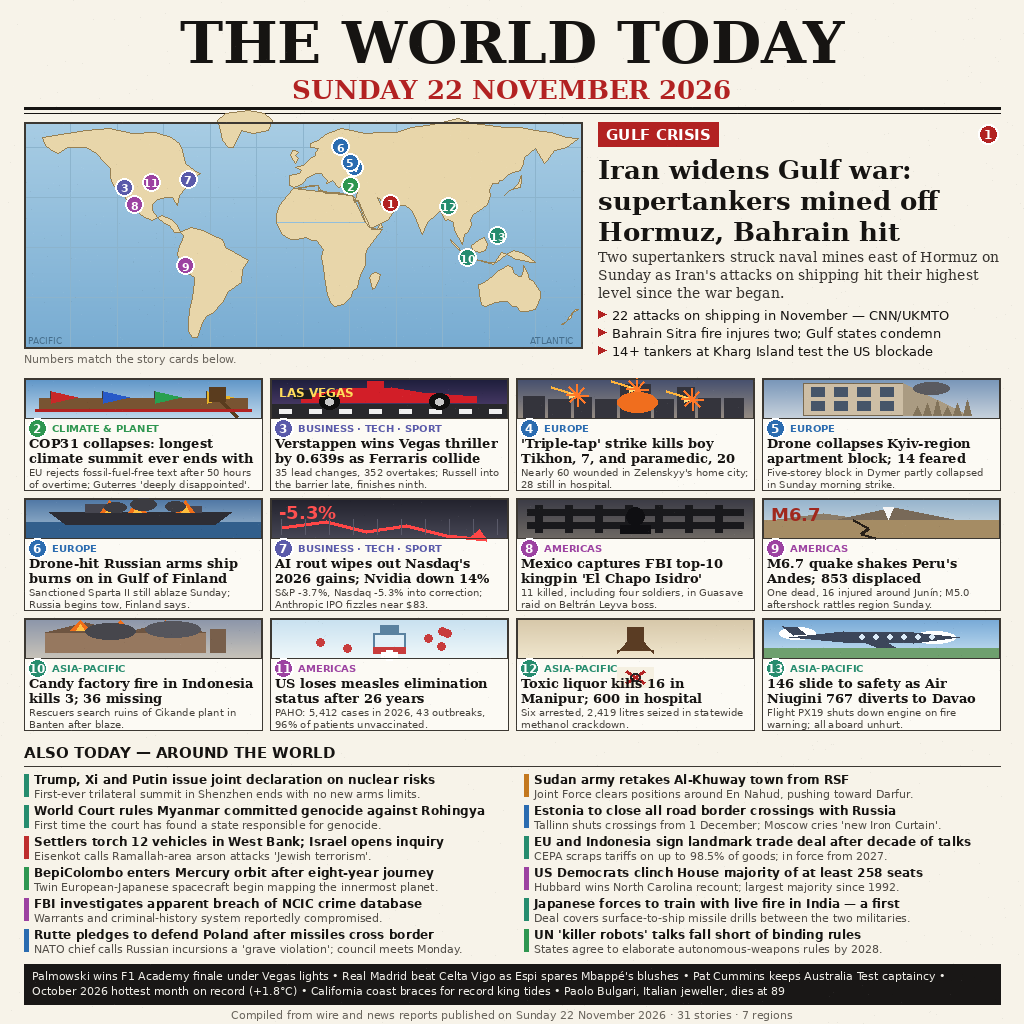 THE WORLD TODAY
SUNDAY 22 NOVEMBER 2026
6
5
3
11
7
2
8
1
12
13
9
10
PACIFIC
ATLANTIC
Numbers match the story cards below.
GULF CRISIS
1
Iran widens Gulf war:
supertankers mined off
Hormuz, Bahrain hit
Two supertankers struck naval mines east of Hormuz on
Sunday as Iran's attacks on shipping hit their highest
level since the war began.
22 attacks on shipping in November — CNN/UKMTO
Bahrain Sitra fire injures two; Gulf states condemn
14+ tankers at Kharg Island test the US blockade
2 CLIMATE & PLANET
COP31 collapses: longest
climate summit ever ends with
EU rejects fossil-fuel-free text after 50 hours
of overtime; Guterres 'deeply disappointed'.
LAS VEGAS
3 BUSINESS · TECH · SPORT
Verstappen wins Vegas thriller
by 0.639s as Ferraris collide
35 lead changes, 352 overtakes; Russell into
the barrier late, finishes ninth.
4 EUROPE
'Triple-tap' strike kills boy
Tikhon, 7, and paramedic, 20
Nearly 60 wounded in Zelenskyy's home city;
28 still in hospital.
5 EUROPE
Drone collapses Kyiv-region
apartment block; 14 feared
Five-storey block in Dymer partly collapsed
in Sunday morning strike.
6 EUROPE
Drone-hit Russian arms ship
burns on in Gulf of Finland
Sanctioned Sparta II still ablaze Sunday;
Russia begins tow, Finland says.
-5.3%
7 BUSINESS · TECH · SPORT
AI rout wipes out Nasdaq's
2026 gains; Nvidia down 14%
S&P -3.7%, Nasdaq -5.3% into correction;
Anthropic IPO fizzles near $83.
8 AMERICAS
Mexico captures FBI top-10
kingpin 'El Chapo Isidro'
11 killed, including four soldiers, in Guasave
raid on Beltrán Leyva boss.
M6.7
9 AMERICAS
M6.7 quake shakes Peru's
Andes; 853 displaced
One dead, 16 injured around Junín; M5.0
aftershock rattles region Sunday.
10 ASIA-PACIFIC
Candy factory fire in Indonesia
kills 3; 36 missing
Rescuers search ruins of Cikande plant in
Banten after blaze.
11 AMERICAS
US loses measles elimination
status after 26 years
PAHO: 5,412 cases in 2026, 43 outbreaks,
96% of patients unvaccinated.
12 ASIA-PACIFIC
Toxic liquor kills 16 in
Manipur; 600 in hospital
Six arrested, 2,419 litres seized in statewide
methanol crackdown.
13 ASIA-PACIFIC
146 slide to safety as Air
Niugini 767 diverts to Davao
Flight PX19 shuts down engine on fire
warning; all aboard unhurt.
ALSO TODAY — AROUND THE WORLD
Trump, Xi and Putin issue joint declaration on nuclear risks
First-ever trilateral summit in Shenzhen ends with no new arms limits.
World Court rules Myanmar committed genocide against Rohingya
First time the court has found a state responsible for genocide.
Settlers torch 12 vehicles in West Bank; Israel opens inquiry
Eisenkot calls Ramallah-area arson attacks 'Jewish terrorism'.
BepiColombo enters Mercury orbit after eight-year journey
Twin European-Japanese spacecraft begin mapping the innermost planet.
FBI investigates apparent breach of NCIC crime database
Warrants and criminal-history system reportedly compromised.
Rutte pledges to defend Poland after missiles cross border
NATO chief calls Russian incursions a 'grave violation'; council meets Monday.
Sudan army retakes Al-Khuway town from RSF
Joint Force clears positions around En Nahud, pushing toward Darfur.
Estonia to close all road border crossings with Russia
Tallinn shuts crossings from 1 December; Moscow cries 'new Iron Curtain'.
EU and Indonesia sign landmark trade deal after decade of talks
CEPA scraps tariffs on up to 98.5% of goods; in force from 2027.
US Democrats clinch House majority of at least 258 seats
Hubbard wins North Carolina recount; largest majority since 1992.
Japanese forces to train with live fire in India — a first
Deal covers surface-to-ship missile drills between the two militaries.
UN 'killer robots' talks fall short of binding rules
States agree to elaborate autonomous-weapons rules by 2028.
Palmowski wins F1 Academy finale under Vegas lights • Real Madrid beat Celta Vigo as Espi spares Mbappé's blushes • Pat Cummins keeps Australia Test captaincy •
October 2026 hottest month on record (+1.8°C) • California coast braces for record king tides • Paolo Bulgari, Italian jeweller, dies at 89
Compiled from wire and news reports published on Sunday 22 November 2026 · 31 stories · 7 regions